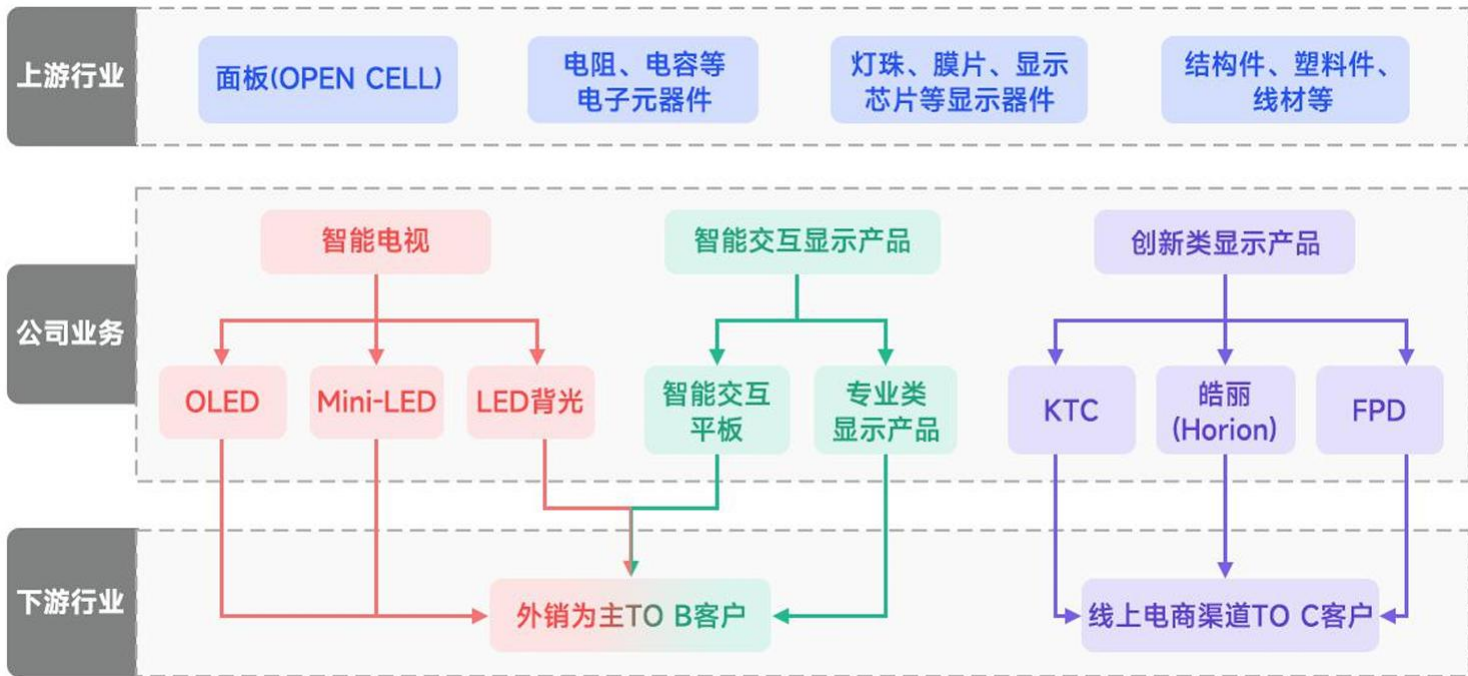 上游行业
面板(OPEN CELL)
电阻、电容等
电子元器件
灯珠、膜片、显示
芯片等显示器件
结构件、塑料件、
线材等
公司业务
智能电视
智能交互显示产品
创新类显示产品
OLED
Mini-LED
LED背光
智能交互
平板
专业类
显示产品
KTC
皓丽
(Horion)
FPD
下游行业
外销为主TO B客户
线上电商渠道TO C客户